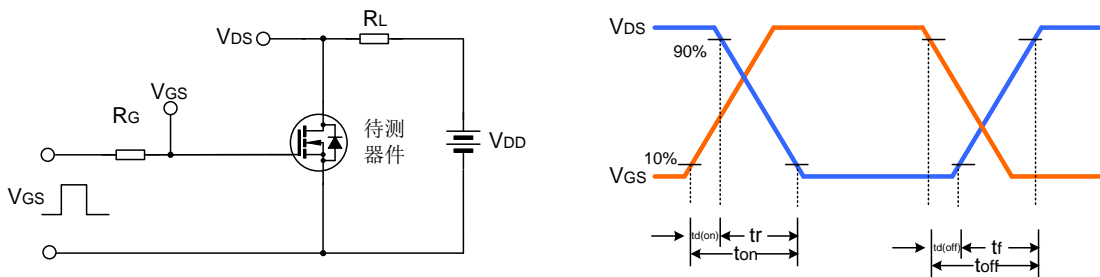 VDS
RL
VGS
RG
待测
器件
VDD
VGS
VDS
90%
10%
VGS
td(on)
tr
ton
td(off)
tf
toff